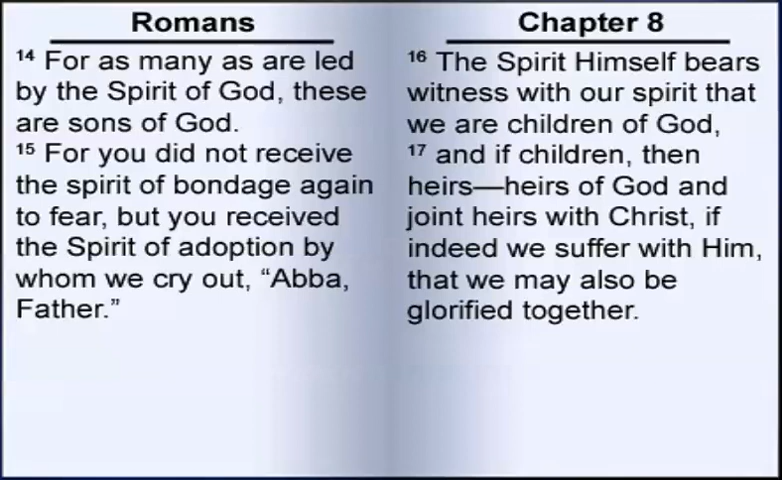 Romans
¹⁴ For as many as are led
by the Spirit of God, these
are sons of God.
¹⁵ For you did not receive
the spirit of bondage again
to fear, but you received
the Spirit of adoption by
whom we cry out, “Abba,
Father.”
Chapter 8
¹⁶ The Spirit Himself bears
witness with our spirit that
we are children of God,
¹⁷ and if children, then
heirs—heirs of God and
joint heirs with Christ, if
indeed we suffer with Him,
that we may also be
glorified together.